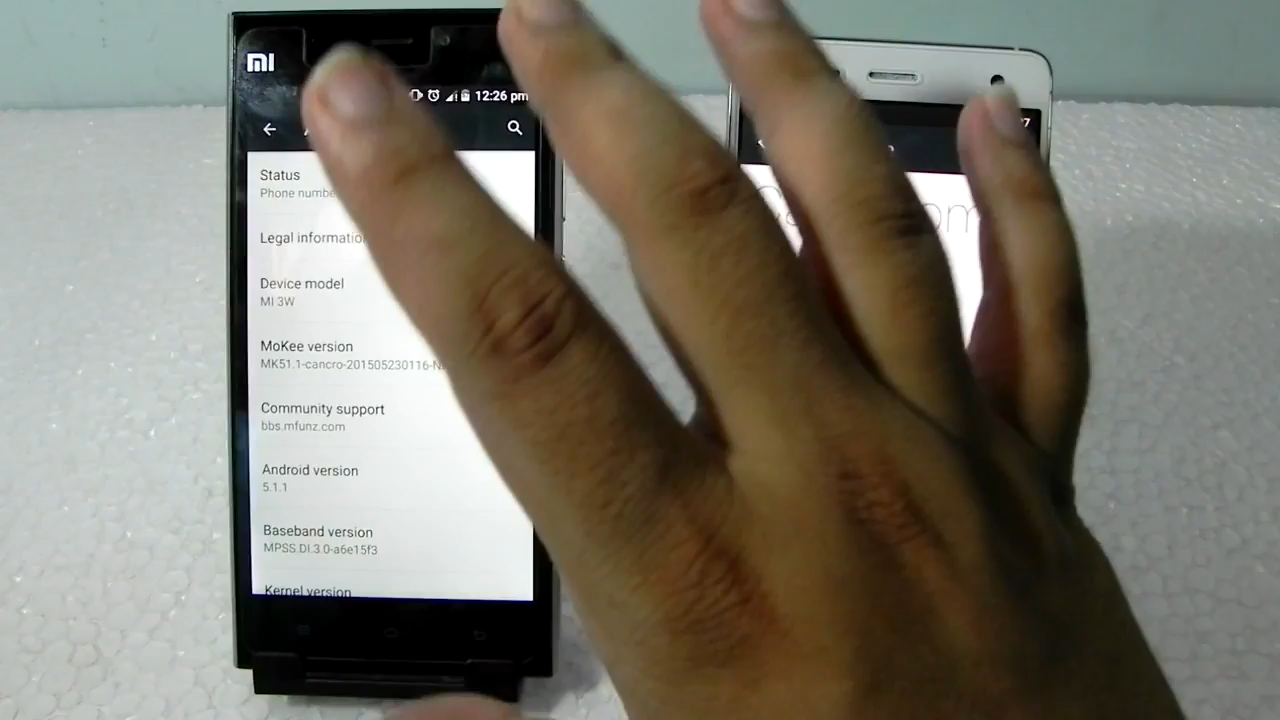 MI
12:26 pm
Status
Phone numbe
Legal informatio
Device model
MI 3W
MoKee version
MK51.1-cancro-201505230116-N
Community support
bbs.mfunz.com
Android version
5.1.1
Baseband version
MPSS.DI.3.0-a6e15f3
Kernel version